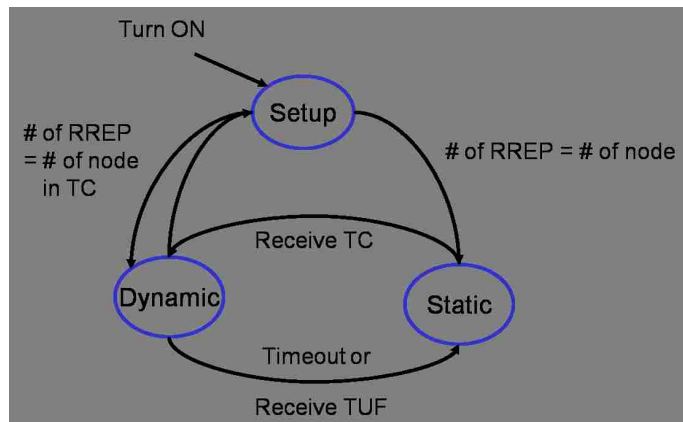 Turn ON
Setup
# of RREP
= # of node
in TC
# of RREP = # of node
Receive TC
Dynamic
Static
Timeout or
Receive TUF